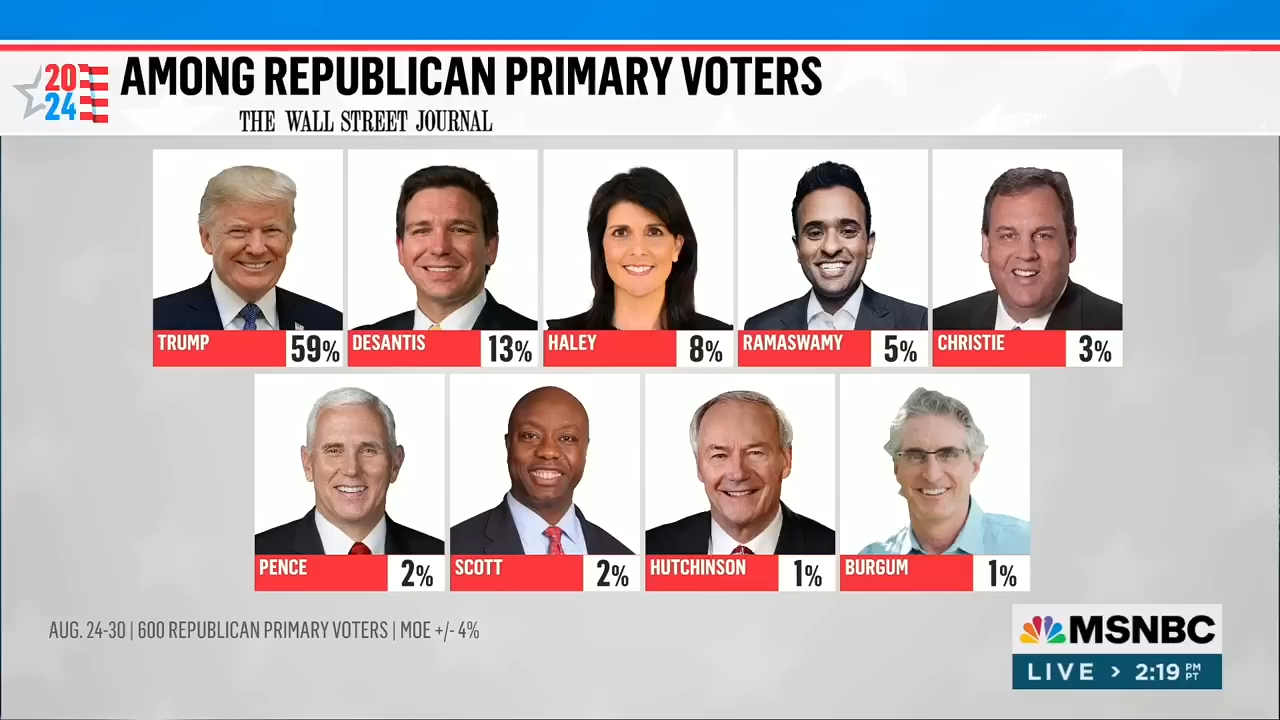 2024
AMONG REPUBLICAN PRIMARY VOTERS
THE WALL STREET JOURNAL
TRUMP 59%
DESANTIS 13%
HALEY 8%
RAMASWAMY 5%
CHRISTIE 3%
PENCE 2%
SCOTT 2%
HUTCHINSON 1%
BURGUM 1%
AUG. 24-30 | 600 REPUBLICAN PRIMARY VOTERS | MOE +/- 4%
MSNBC
LIVE > 2:19 PM PT